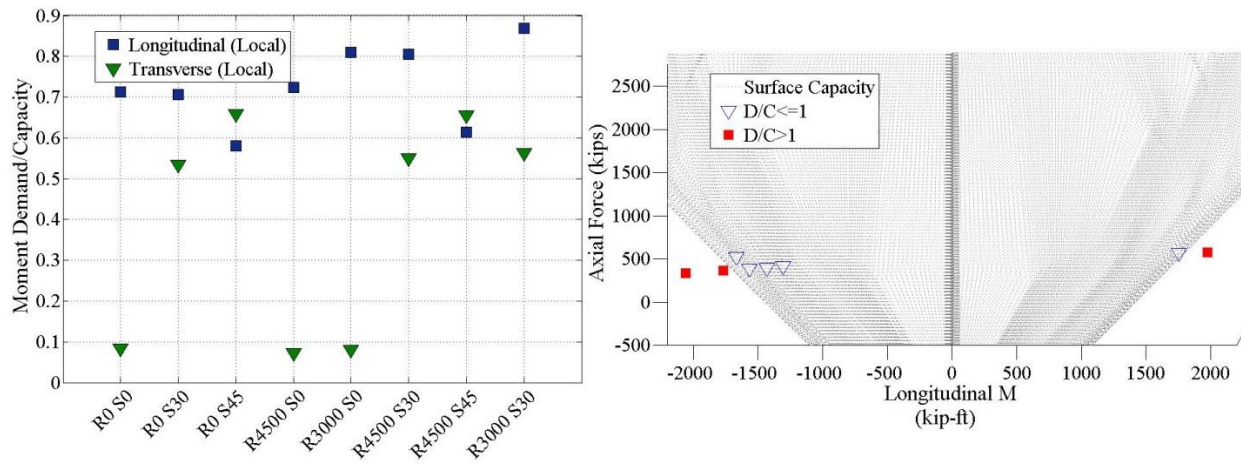 0.9
0.8
0.7
0.6
0.5
0.4
0.3
0.2
0.1
0
Moment Demand/Capacity
Longitudinal (Local)
Transverse (Local)
R0 S0
R0 S30
R0 S45
R4500 S0
R3000 S0
R4500 S30
R4500 S45
R3000 S30
2500
2000
1500
1000
500
0
-500
Axial Force (kips)
Surface Capacity
D/C<=1
D/C>1
-2000 -1500 -1000 -500 0 500 1000 1500 2000
Longitudinal M
(kip-ft)